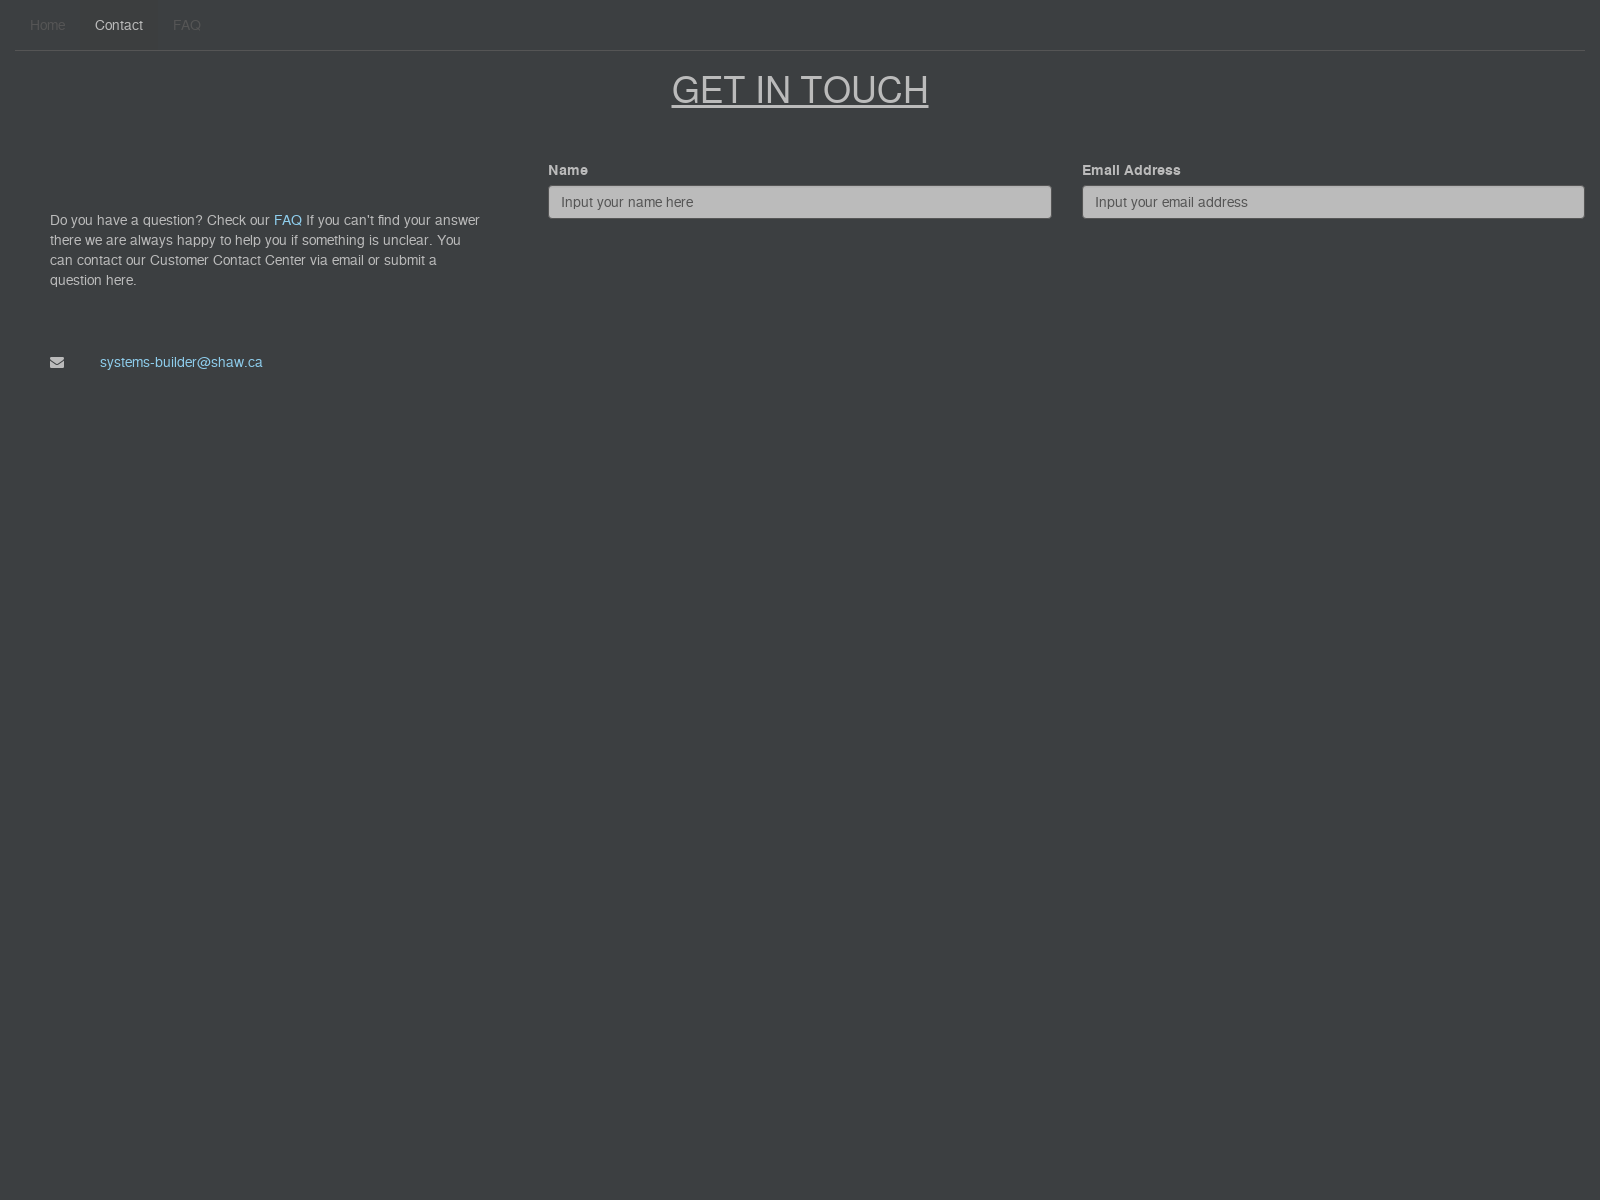 Home Contact FAQ
GET IN TOUCH
Do you have a question? Check our FAQ If you can't find your answer
there we are always happy to help you if something is unclear. You
can contact our Customer Contact Center via email or submit a
question here.
systems-builder@shaw.ca
Name
Input your name here
Email Address
Input your email address